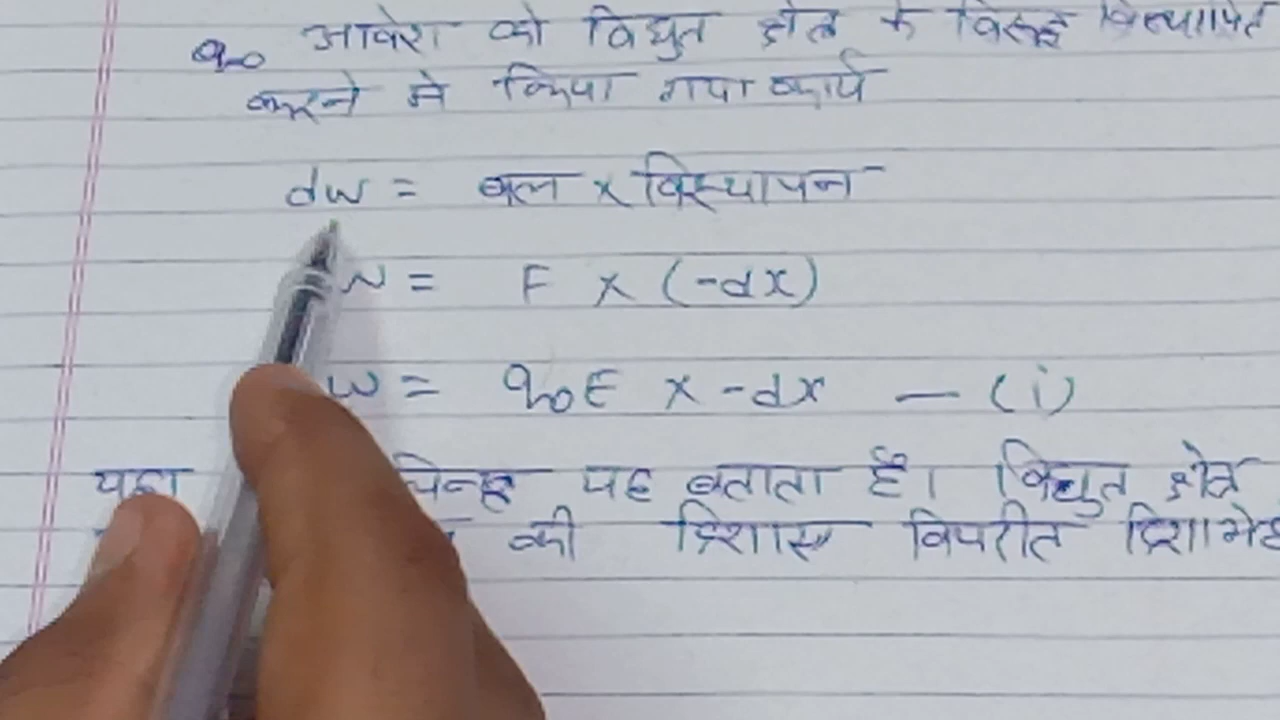 q₀ आवेश को विद्युत क्षेत्र के विरुद्ध विस्थापित
करने मे किया गया कार्य
dw = बल x विस्थापन
w = F x (-dx)
w = q₀E x -dx — (i)
यहा चिन्ह यह बताता है। विद्युत क्षेत्र
की दिशासे विपरीत दिशामेह